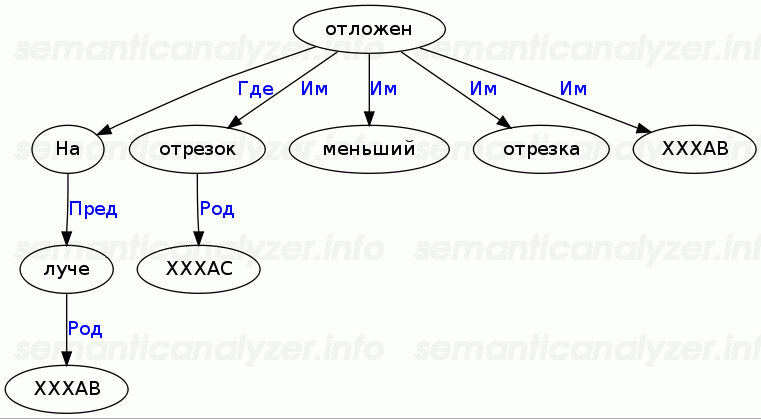 отложен
Где Им Им Им Им
На отрезок меньший отрезка XXXAB
Пред Род
луче XXXAC
Род
XXXAB
semanticanalyzer.info semanticanalyzer.info
semanticanalyzer.info semanticanalyzer.info
semanticanalyzer.info semanticanalyzer.info
semanticanalyzer.info semanticanalyzer.info